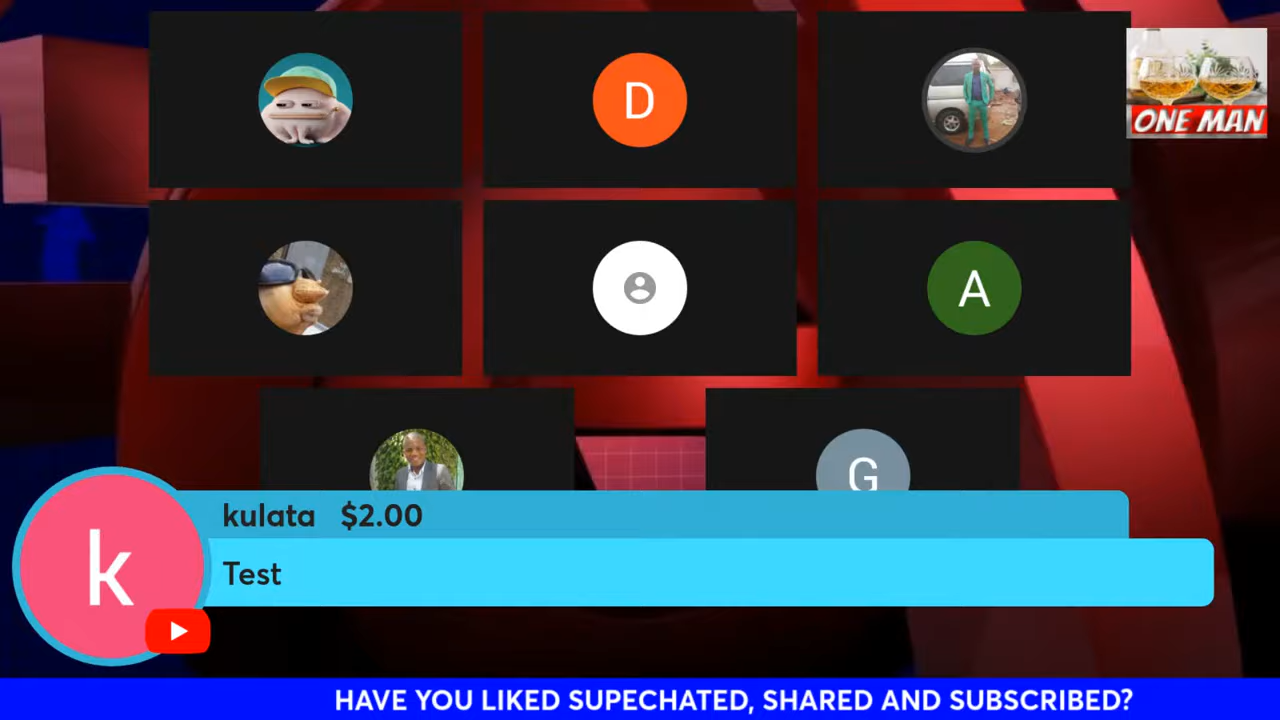 D
ONE MAN
A
G
kulata $2.00
k
Test
HAVE YOU LIKED SUPECHATED, SHARED AND SUBSCRIBED?